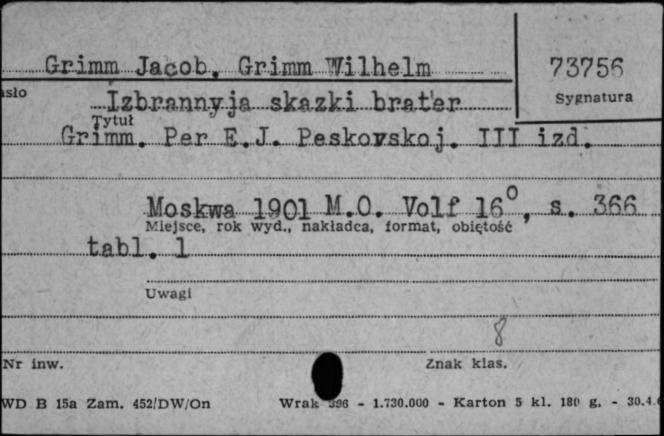 Grimm Jacob, Grimm Wilhelm
73756
asło
Sygnatura
Izbrannyja skazki brat'er
Tytuł
Grimm. Per E.J. Peskovskoj. III izd.
Moskwa 1901 M.O. Volf 16°, s. 366
Miejsce, rok wyd., nakładca, format, objętość
tabl. 1
Uwagi
8
Nr inw.
Znak klas.
WD B 15a Zam. 452/DW/On Wrak 396 - 1.730.000 - Karton 5 kl. 180 g. - 30.4.6